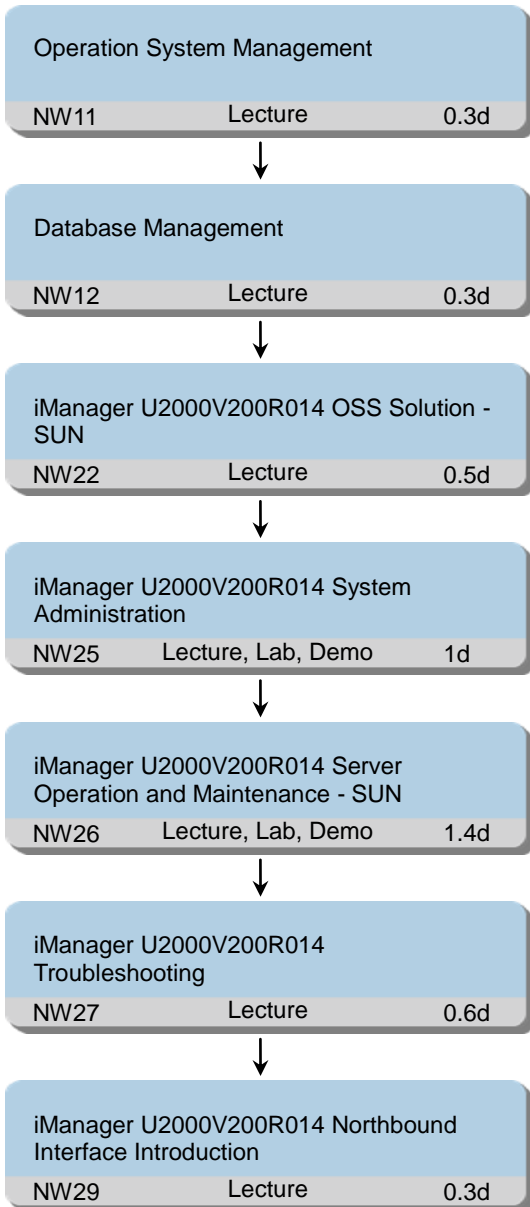 Operation System Management
NW11 Lecture 0.3d
Database Management
NW12 Lecture 0.3d
iManager U2000V200R014 OSS Solution -
SUN
NW22 Lecture 0.5d
iManager U2000V200R014 System
Administration
NW25 Lecture, Lab, Demo 1d
iManager U2000V200R014 Server
Operation and Maintenance - SUN
NW26 Lecture, Lab, Demo 1.4d
iManager U2000V200R014
Troubleshooting
NW27 Lecture 0.6d
iManager U2000V200R014 Northbound
Interface Introduction
NW29 Lecture 0.3d